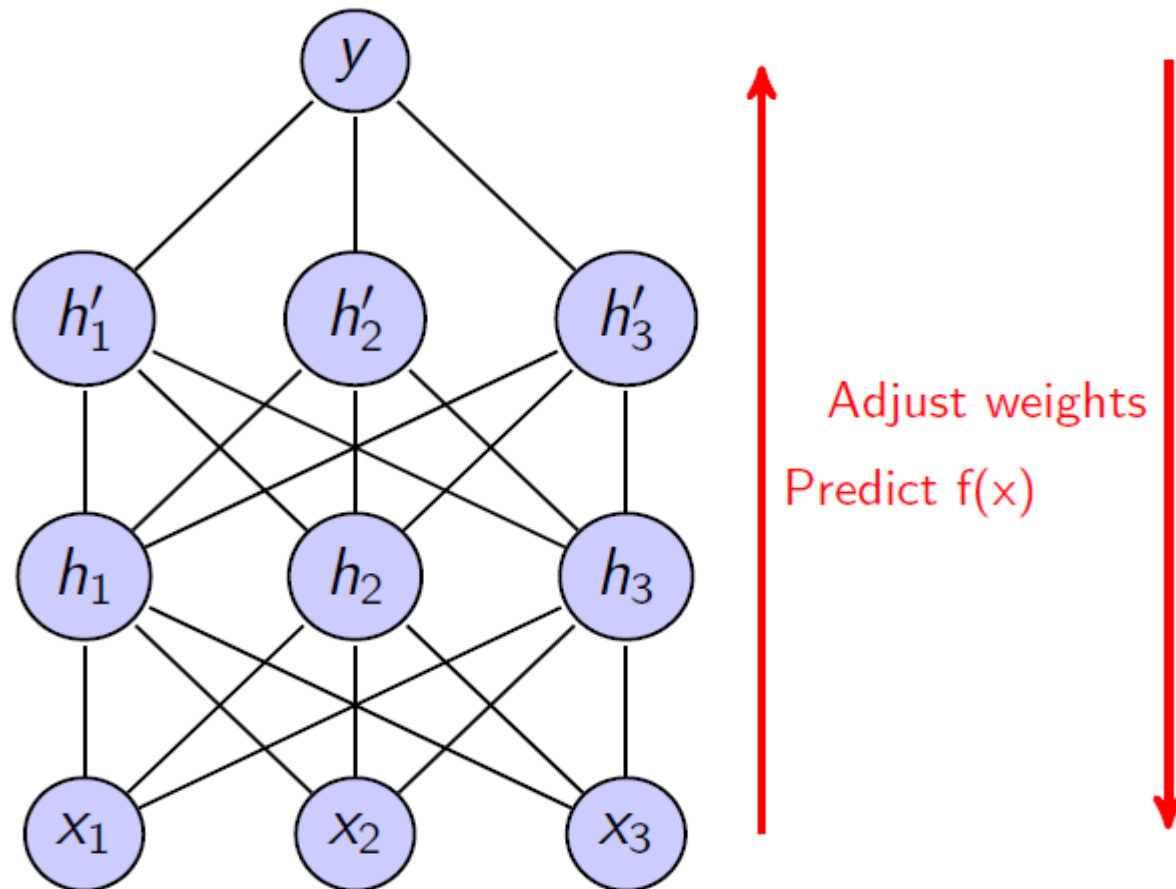 y
h′₁ h′₂ h′₃
Adjust weights
Predict f(x)
h₁ h₂ h₃
x₁ x₂ x₃